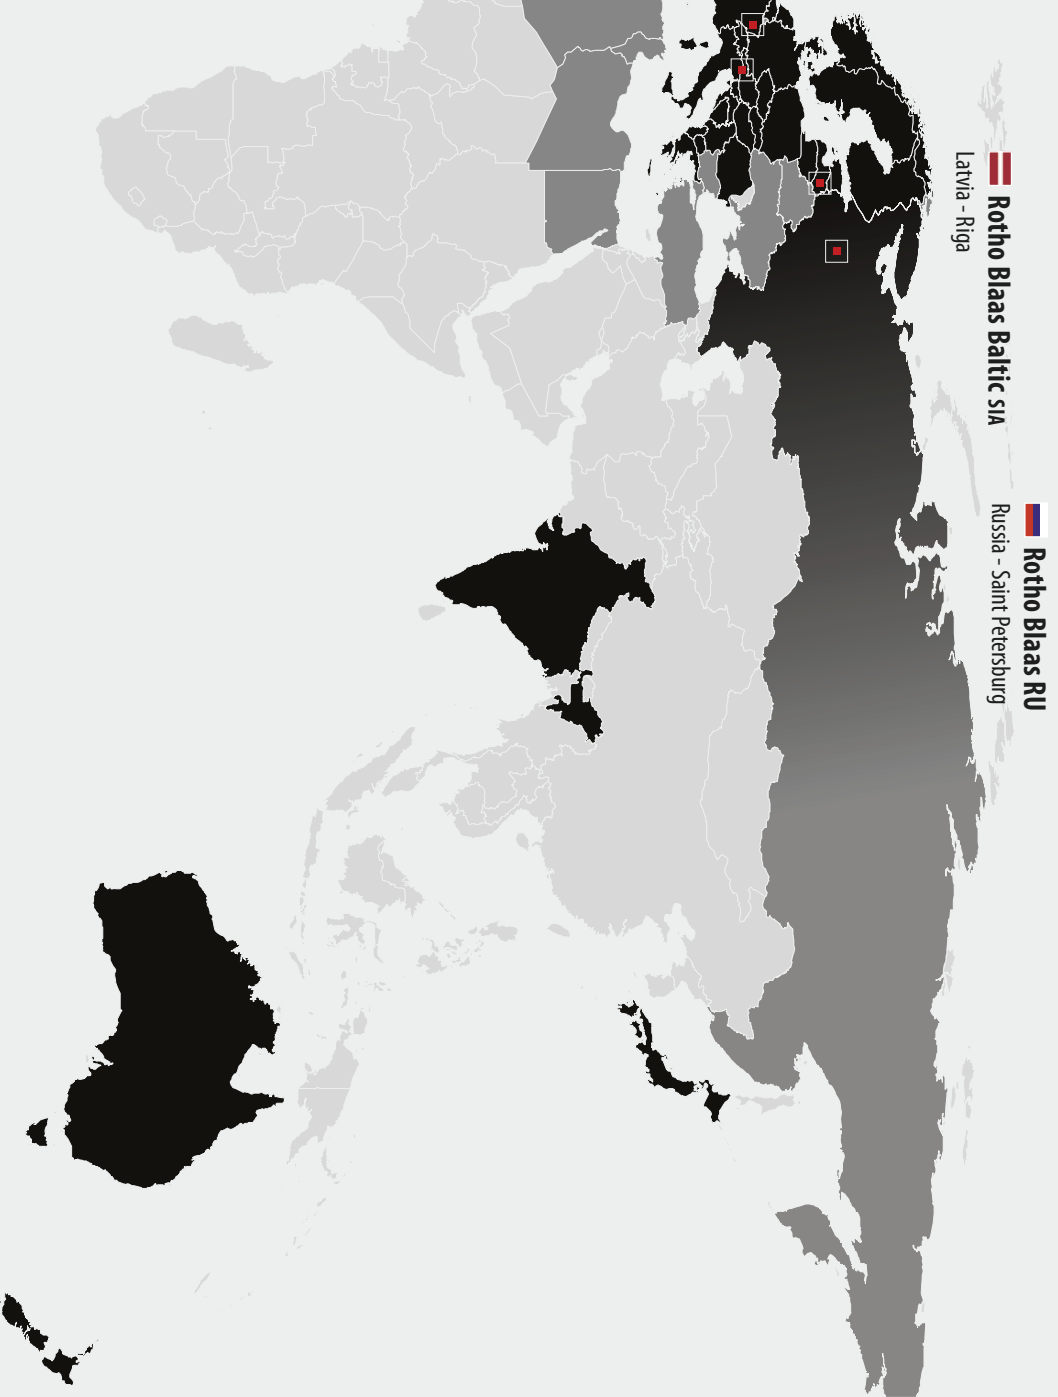 Rotho Blaas Baltic SIA
Latvia - Riga
Rotho Blaas RU
Russia - Saint Petersburg